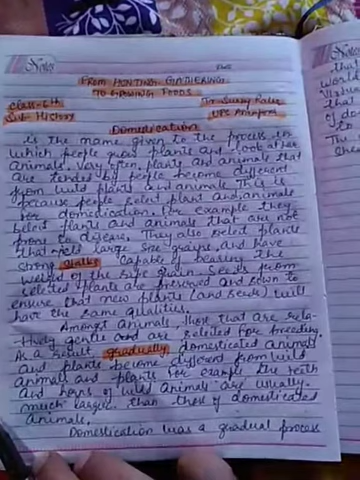 Notes
DATE
FROM HUNTING-GATHERING
TO GROWING FOODS
Class-6th
Sub-History
Domestication
is the name given to the process in
which people grow plants and look after
animals. Very often, plants and animals that
are tended by people become different
from wild plants and animals. This is
because people select plant and animals
for domestication. For example they
select plants and animals that are not
prone to disease. They also select plants
that yield large size grains, and have
strong stalks capable of bearing the
weight of the ripe grain. Seeds from
selected plants are preserved and sown to
ensure that new plants (and seeds) will
have the same qualities.
Amongst animals, those that are rela-
tively gentle are selected for breeding.
As a result gradually domesticated animals
and plants become different from wild
animals and plants for example the teeth
and horns of wild animals are usually
much larger than those of domesticated
animals.
Domestication was a gradual process